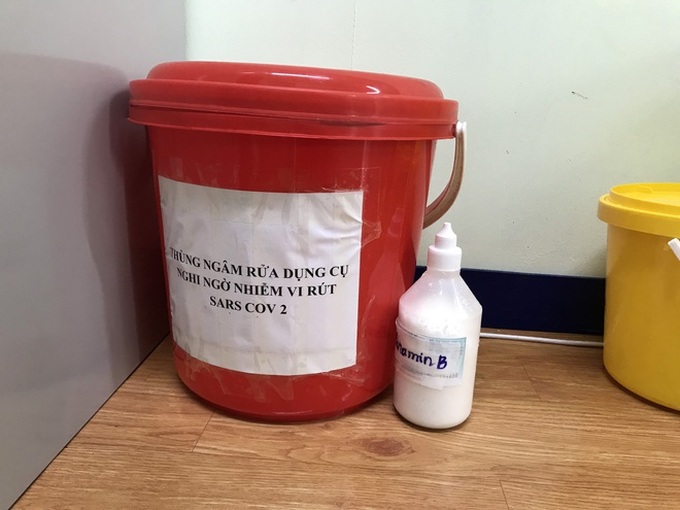 THÙNG NGÂM RỬA DỤNG CỤ
NGHI NGỜ NHIỄM VI RÚT
SARS COV 2
amin B